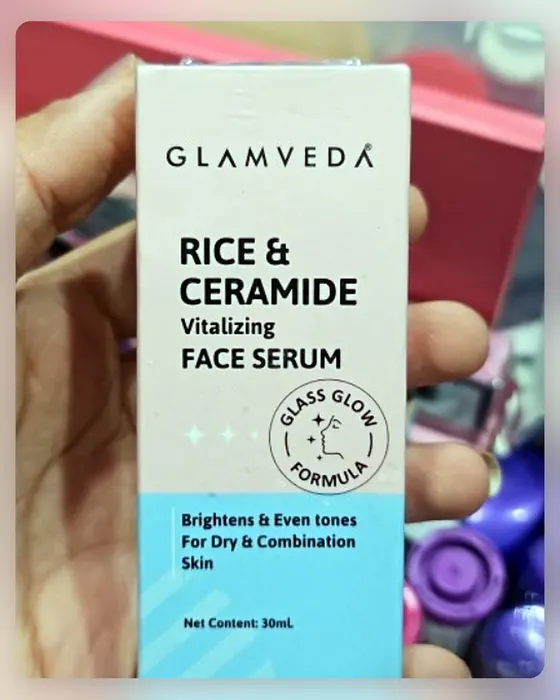 GLAMVEDA®
RICE &
CERAMIDE
Vitalizing
FACE SERUM
GLASS GLOW
FORMULA
Brightens & Even tones
For Dry & Combination
Skin
Net Content: 30mL